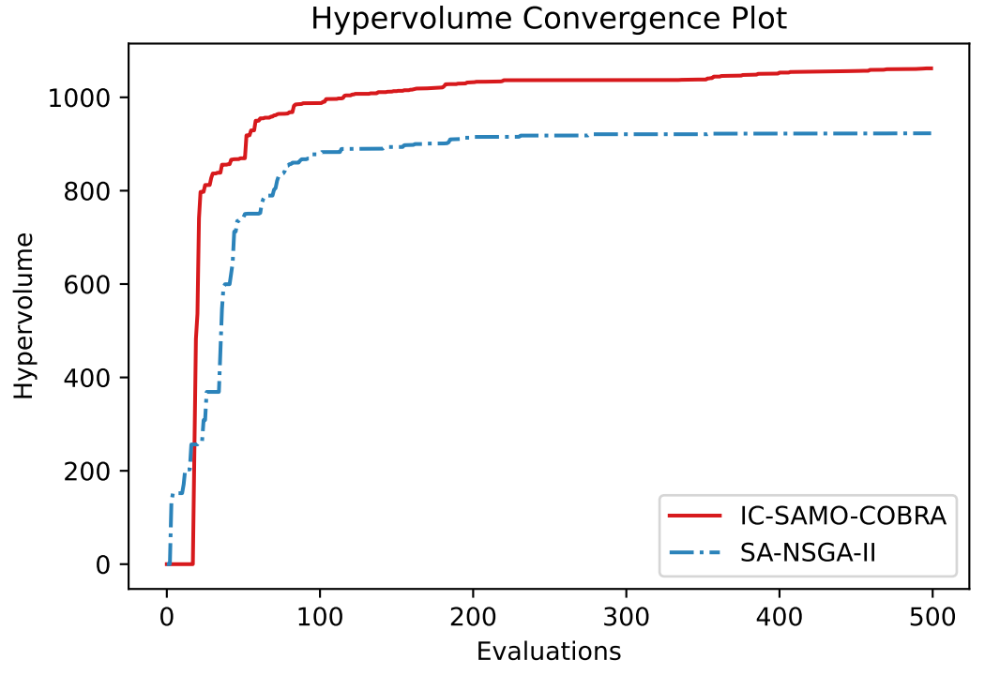 Hypervolume Convergence Plot
1000
800
600
400
200
0
Hypervolume
IC-SAMO-COBRA
SA-NSGA-II
0 100 200 300 400 500
Evaluations